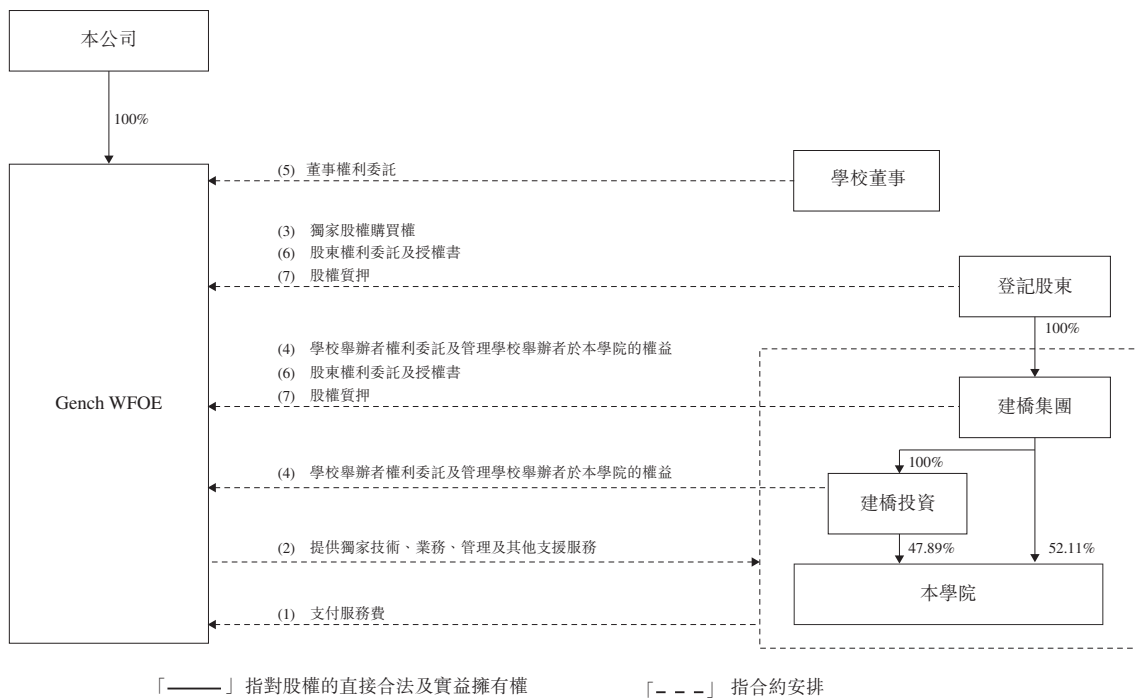 本公司
100%
(5) 董事權利委託
學校董事
(3) 獨家股權購買權
(6) 股東權利委託及授權書
(7) 股權質押
登記股東
100%
(4) 學校舉辦者權利委託及管理學校舉辦者於本學院的權益
(6) 股東權利委託及授權書
(7) 股權質押
Gench WFOE
建橋集團
100%
(4) 學校舉辦者權利委託及管理學校舉辦者於本學院的權益
建橋投資
(2) 提供獨家技術、業務、管理及其他支援服務
47.89%
52.11%
本學院
(1) 支付服務費
「——」指對股權的直接合法及實益擁有權
「- - -」指合約安排